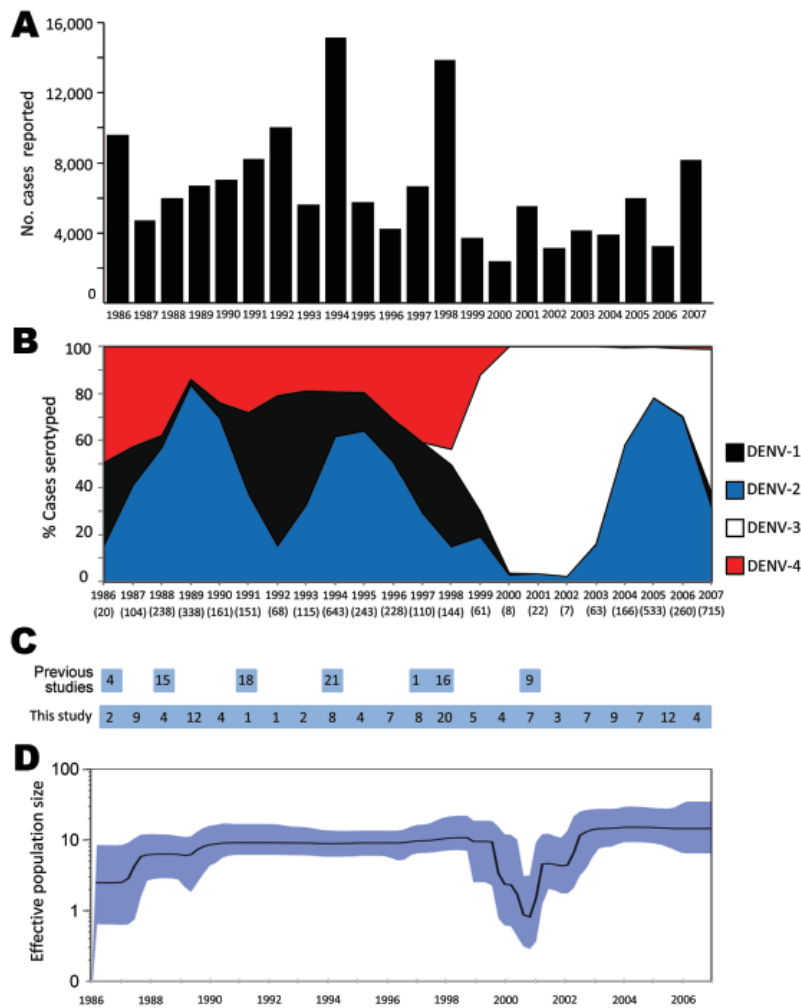 A
16,000
12,000
8,000
4,000
0
No. cases reported
1986 1987 1988 1989 1990 1991 1992 1993 1994 1995 1996 1997 1998 1999 2000 2001 2002 2003 2004 2005 2006 2007
B
100
80
60
40
20
0
% Cases serotyped
DENV-1
DENV-2
DENV-3
DENV-4
1986 1987 1988 1989 1990 1991 1992 1993 1994 1995 1996 1997 1998 1999 2000 2001 2002 2003 2004 2005 2006 2007
(20) (104) (238) (338) (161) (151) (68) (115) (643) (243) (228) (110) (144) (61) (8) (22) (7) (63) (166) (533) (260) (715)
C
Previous studies 4 15 18 21 1 16 9
This study 2 9 4 12 4 1 1 2 8 4 7 8 20 5 4 7 3 7 9 7 12 4
D
100
10
1
0
Effective population size
1986 1988 1990 1992 1994 1996 1998 2000 2002 2004 2006